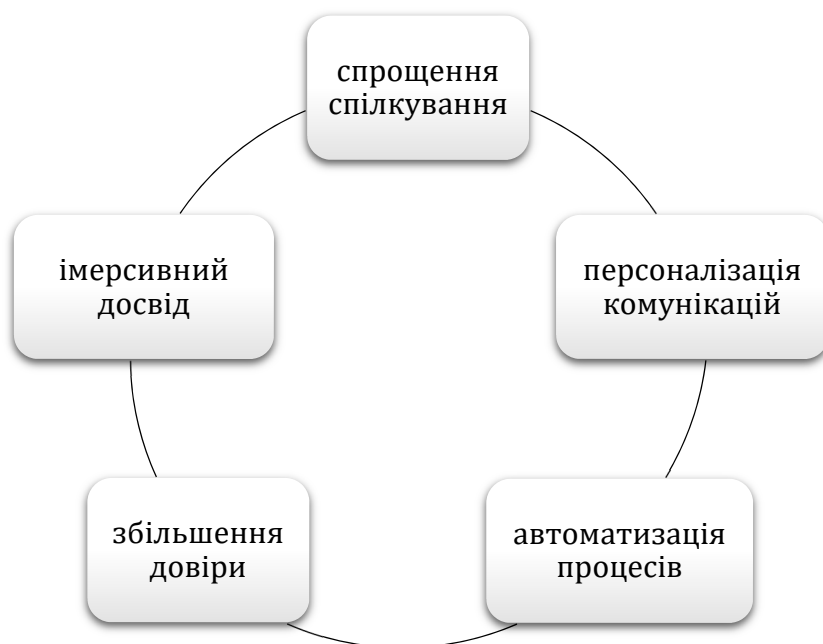 спрощення
спілкування
персоналізація
комунікацій
автоматизація
процесів
збільшення
довіри
імерсивний
досвід